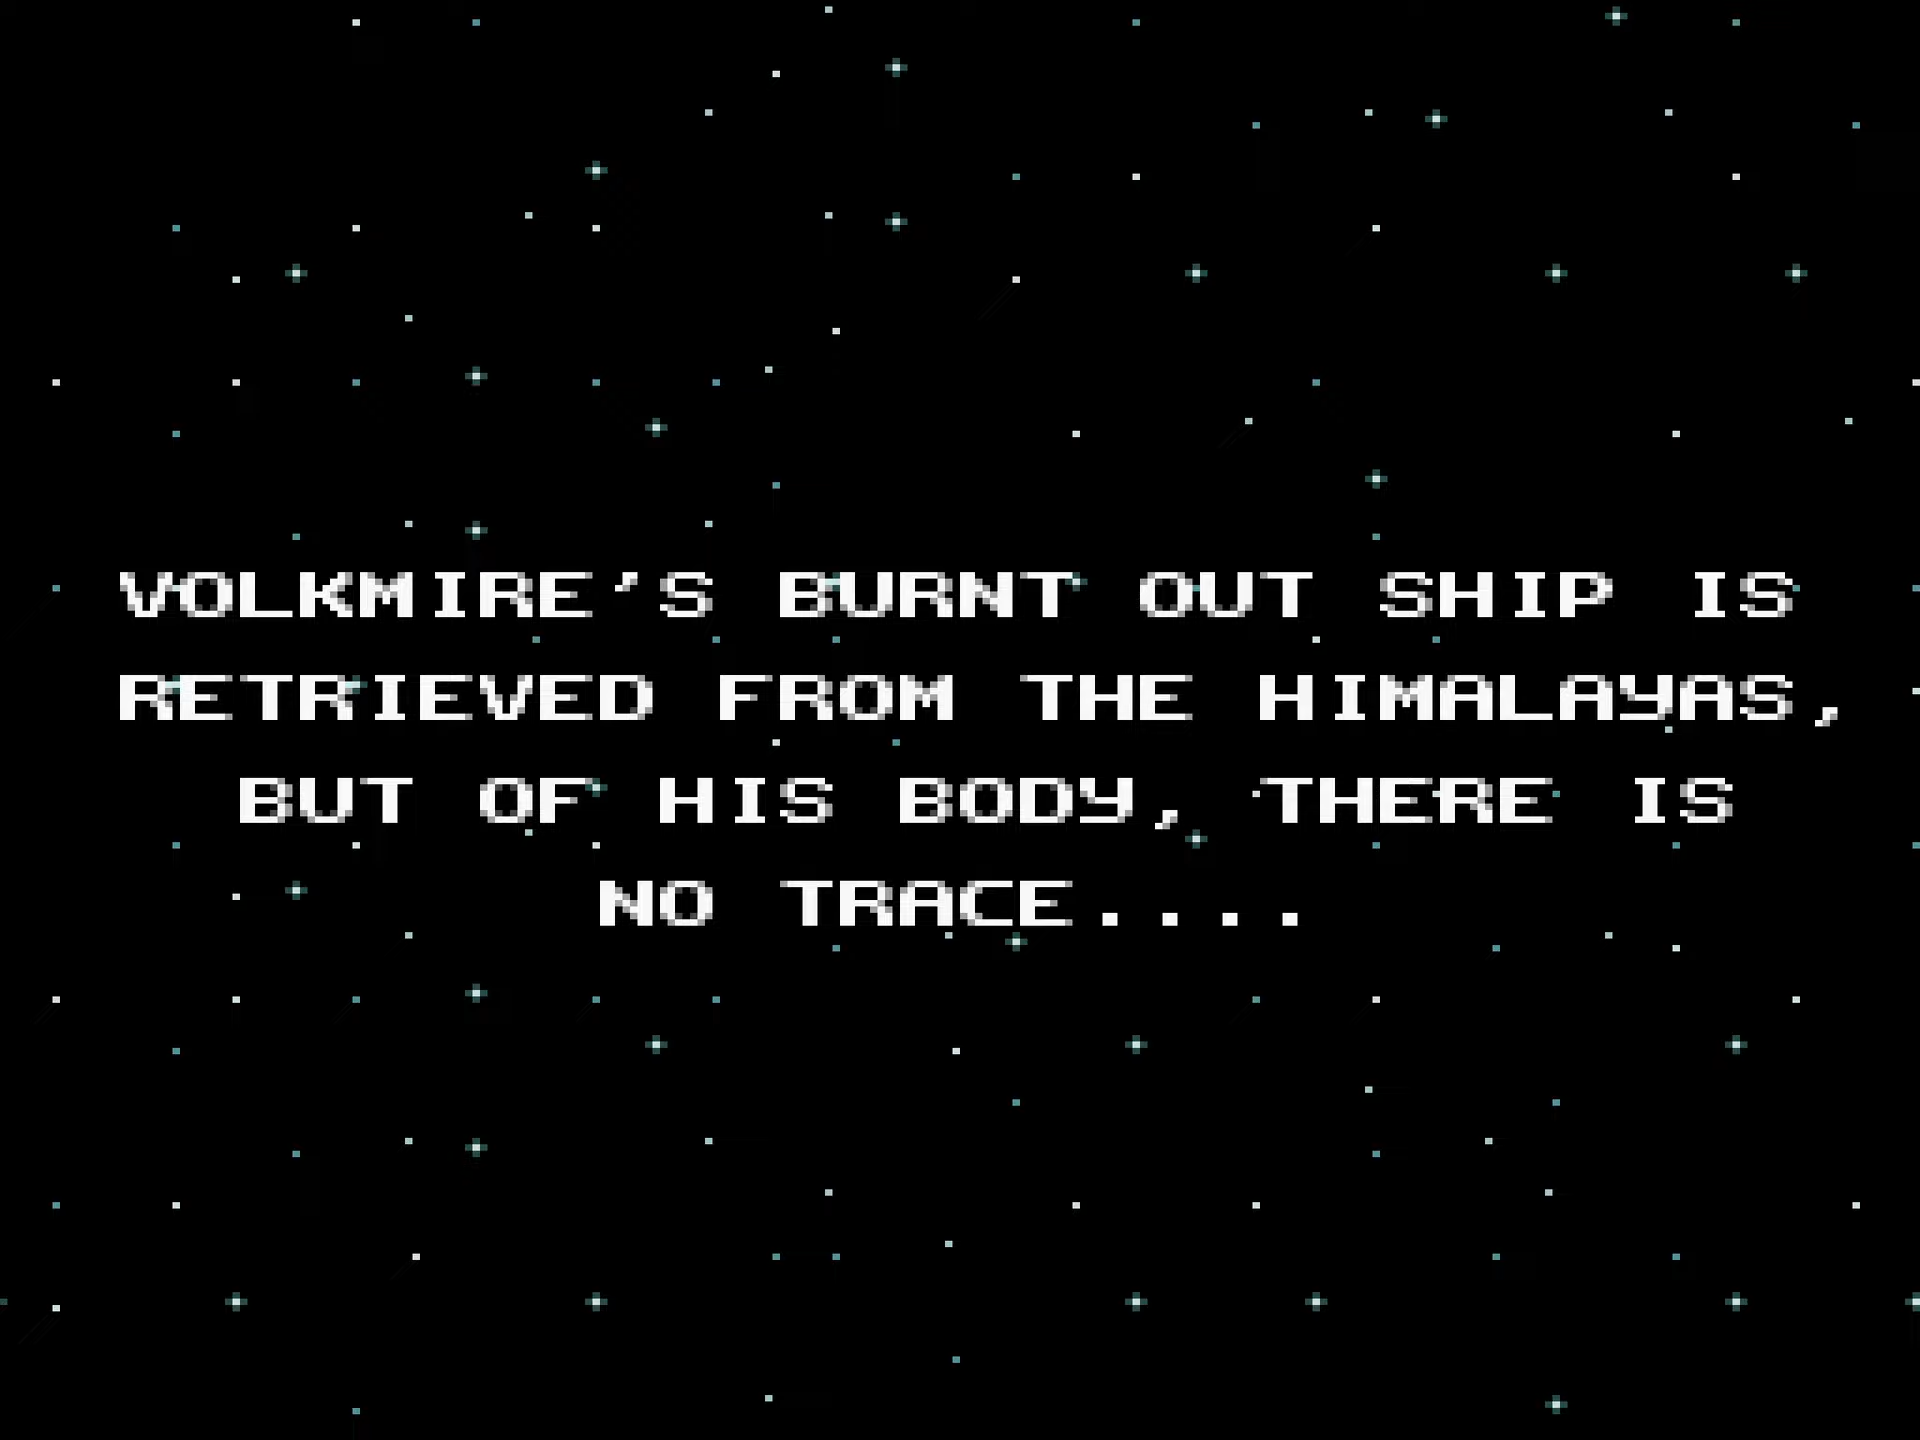 VOLKMIRE'S BURNT OUT SHIP IS
RETRIEVED FROM THE HIMALAYAS,
BUT OF HIS BODY, THERE IS
NO TRACE....